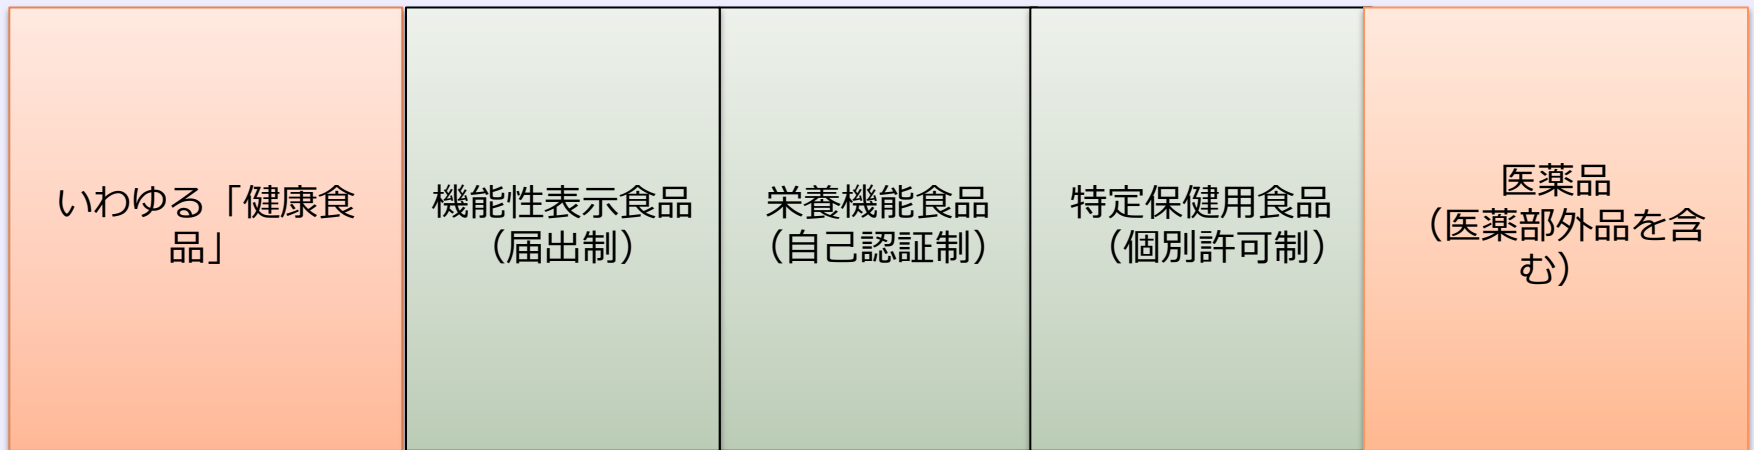 いわゆる「健康食
品」
機能性表示食品
（届出制）
栄養機能食品
（自己認証制）
特定保健用食品
（個別許可制）
医薬品
（医薬部外品を含
む）